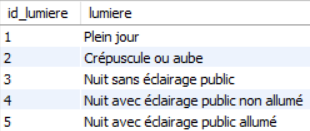 id_lumiere lumiere
1 Plein jour
2 Crépuscule ou aube
3 Nuit sans éclairage public
4 Nuit avec éclairage public non allumé
5 Nuit avec éclairage public allumé